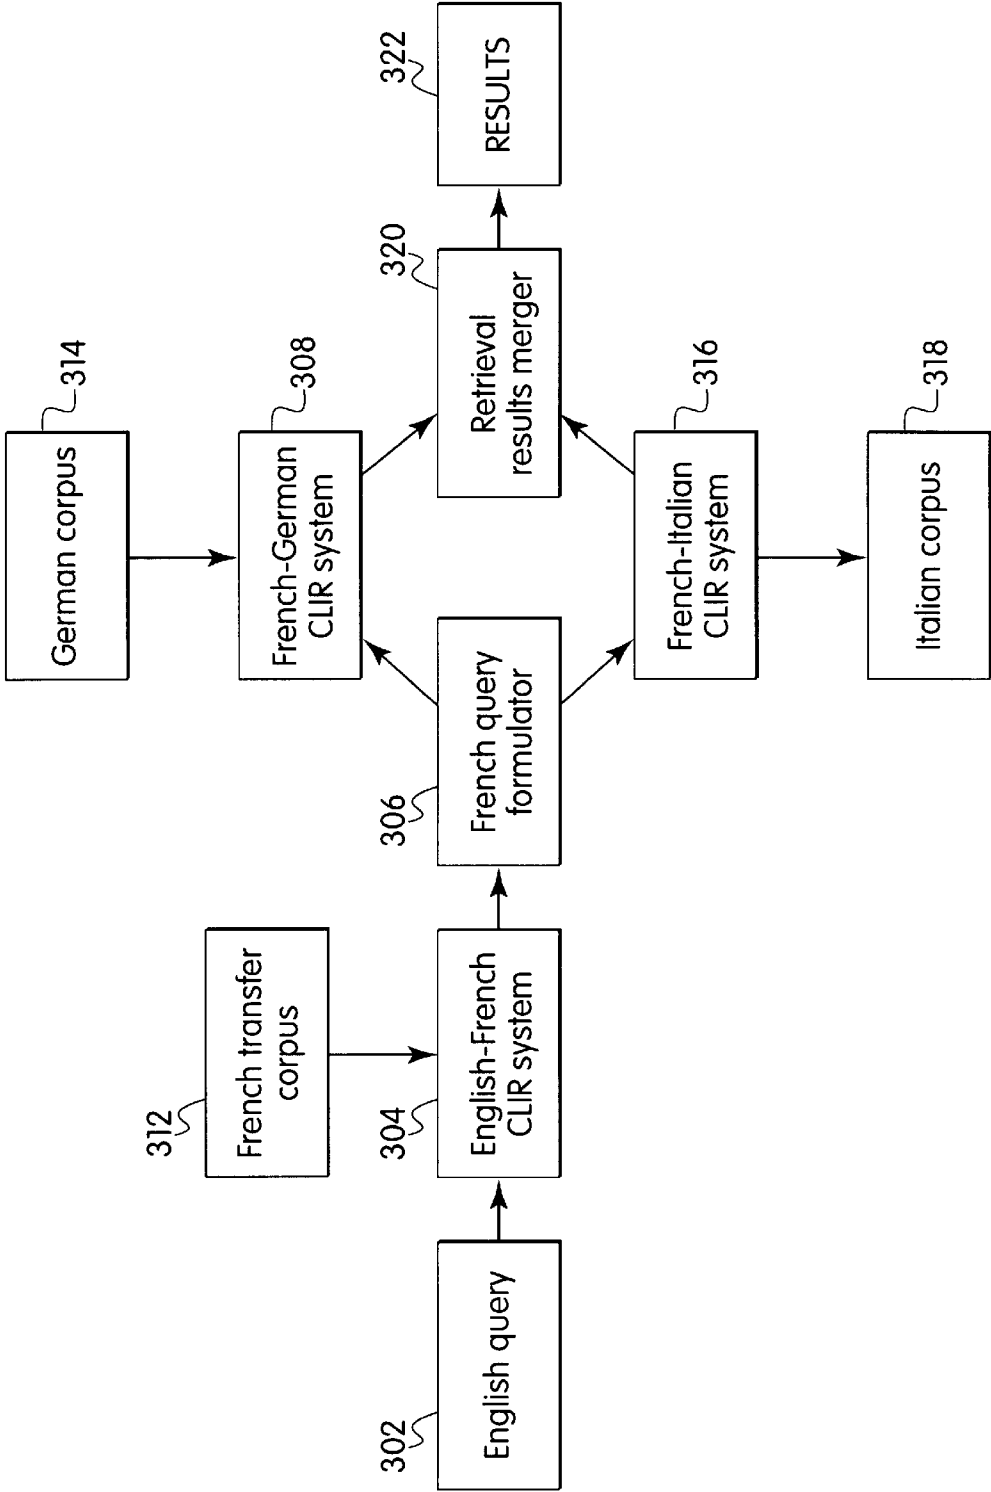 German corpus
314
French-German
CLIR system
308
French transfer
corpus
312
English query
302
English-French
CLIR system
304
French query
formulator
306
Retrieval
results merger
320
RESULTS
322
French-Italian
CLIR system
316
Italian corpus
318